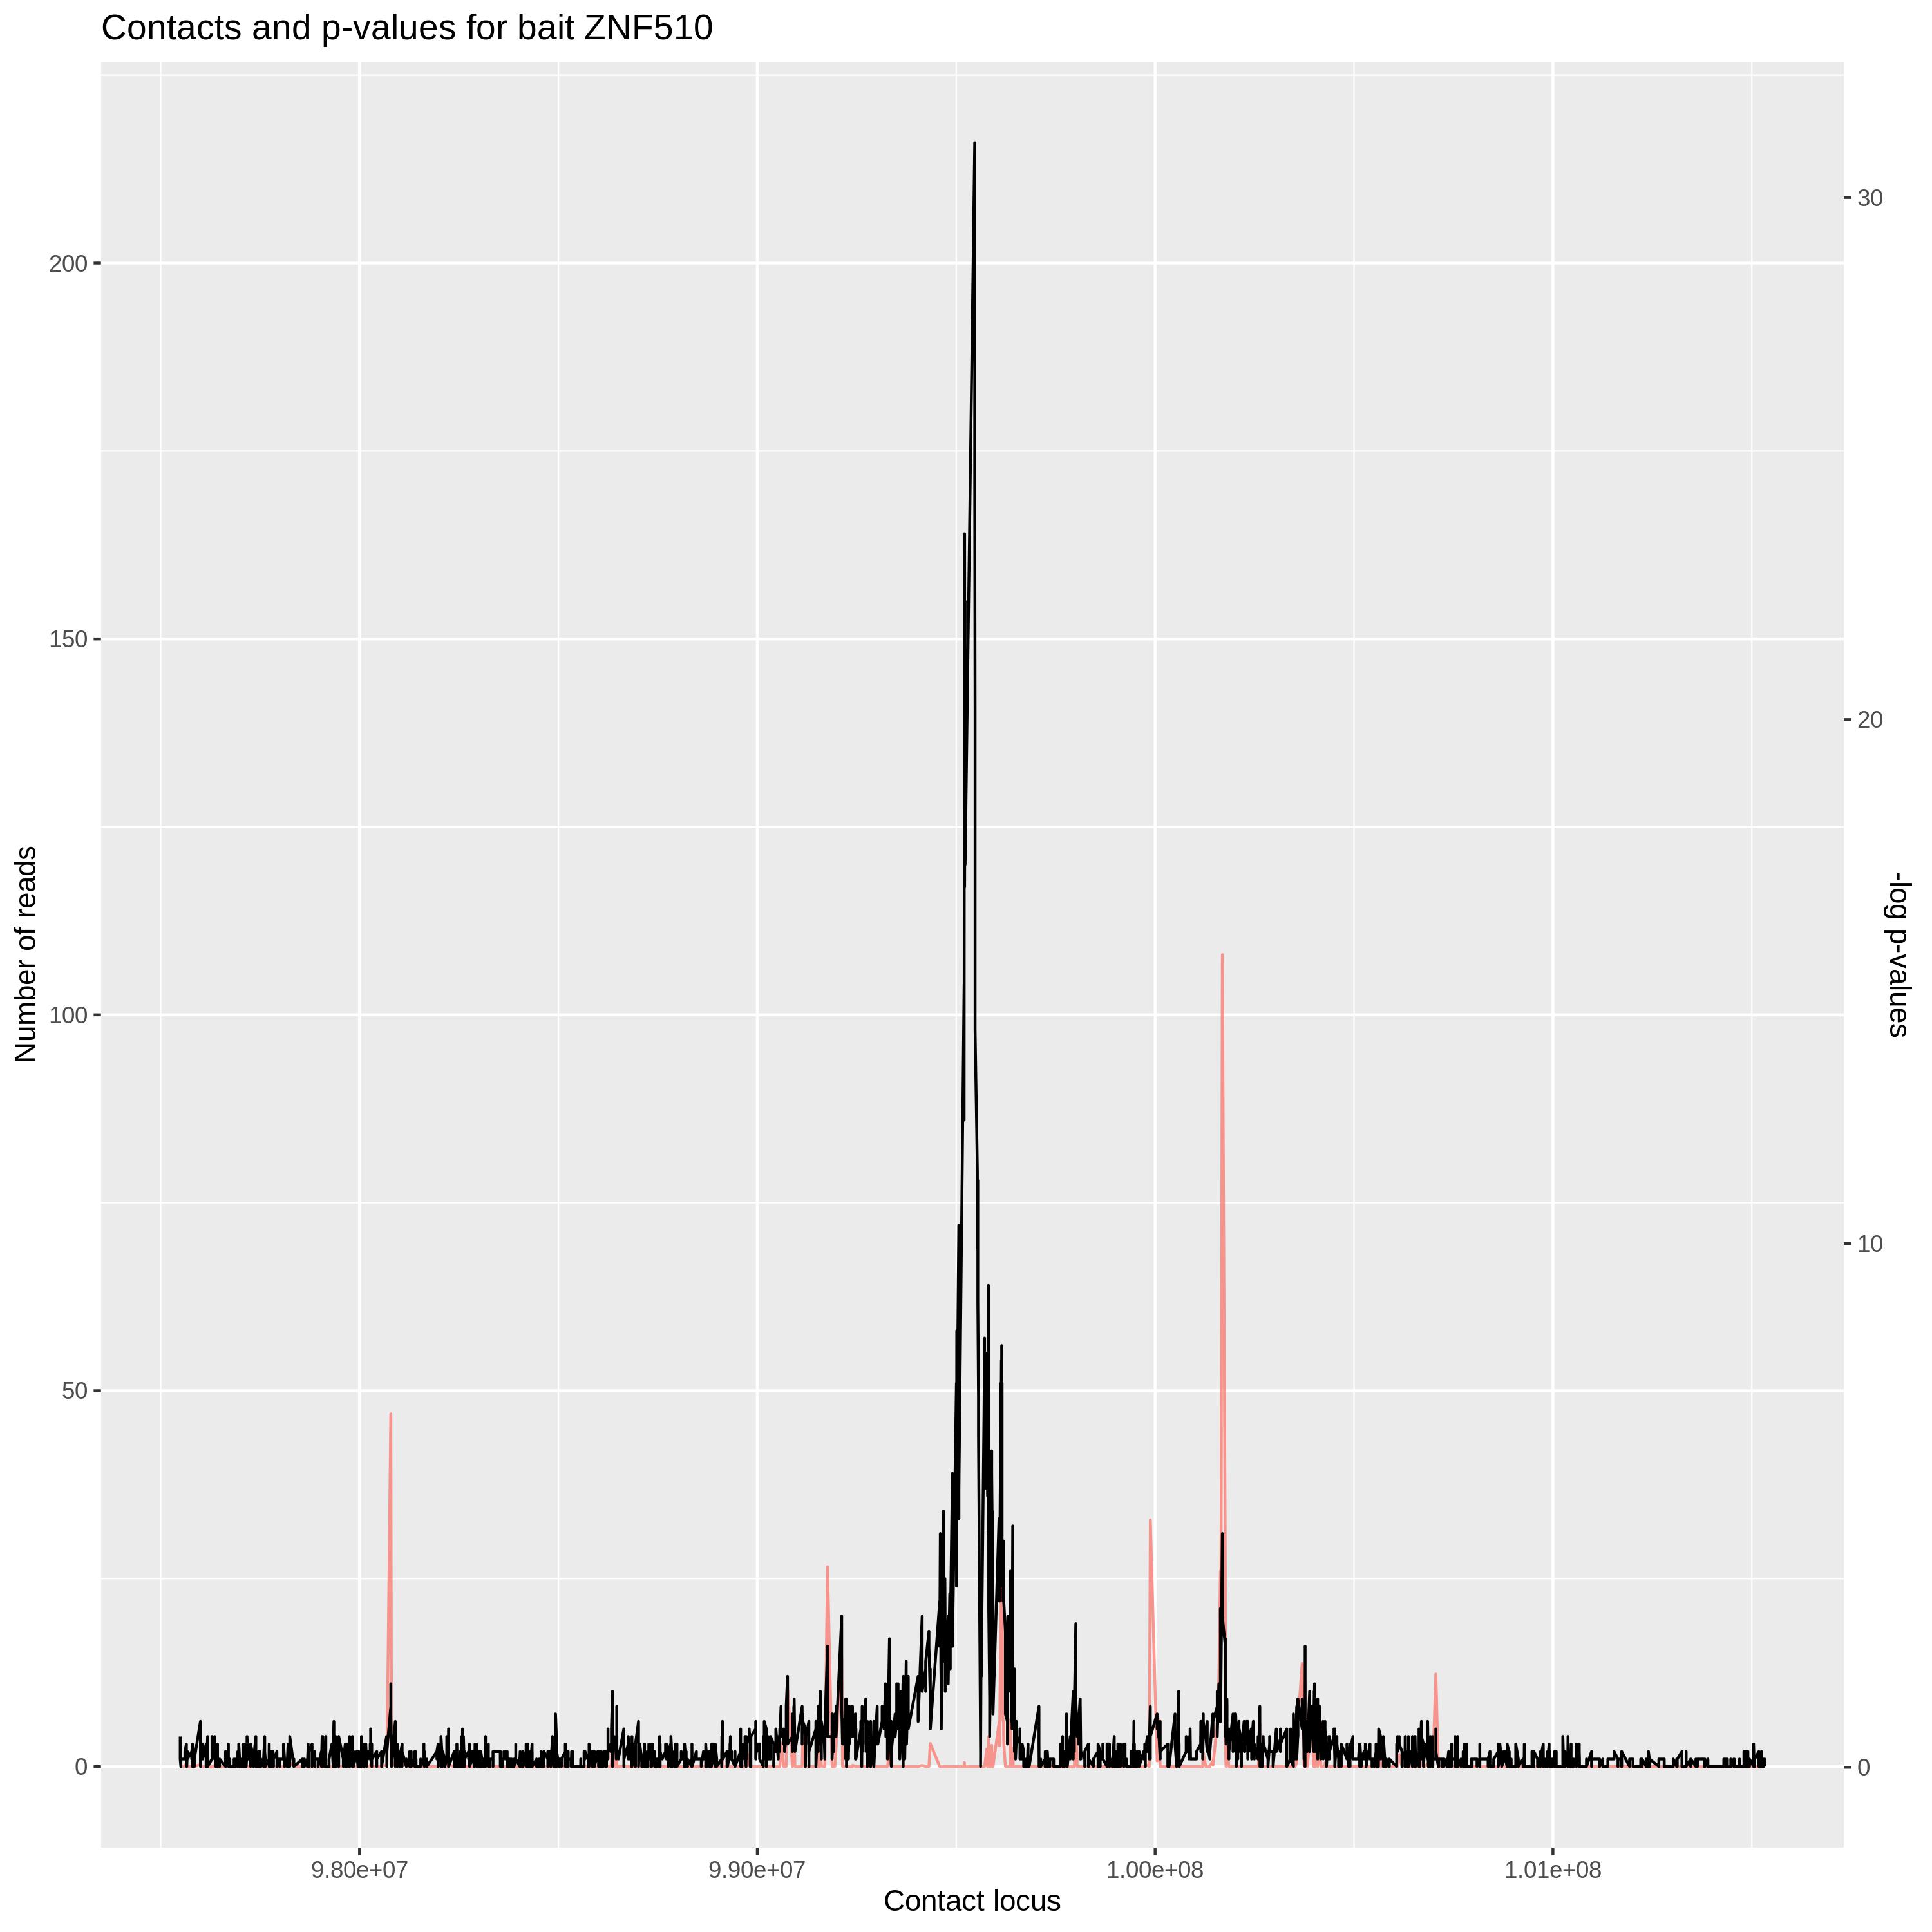 Contacts and p-values for bait ZNF510
200
150
100
50
0
30
20
10
0
Number of reads
-log p-values
9.80e+07 9.90e+07 1.00e+08 1.01e+08
Contact locus